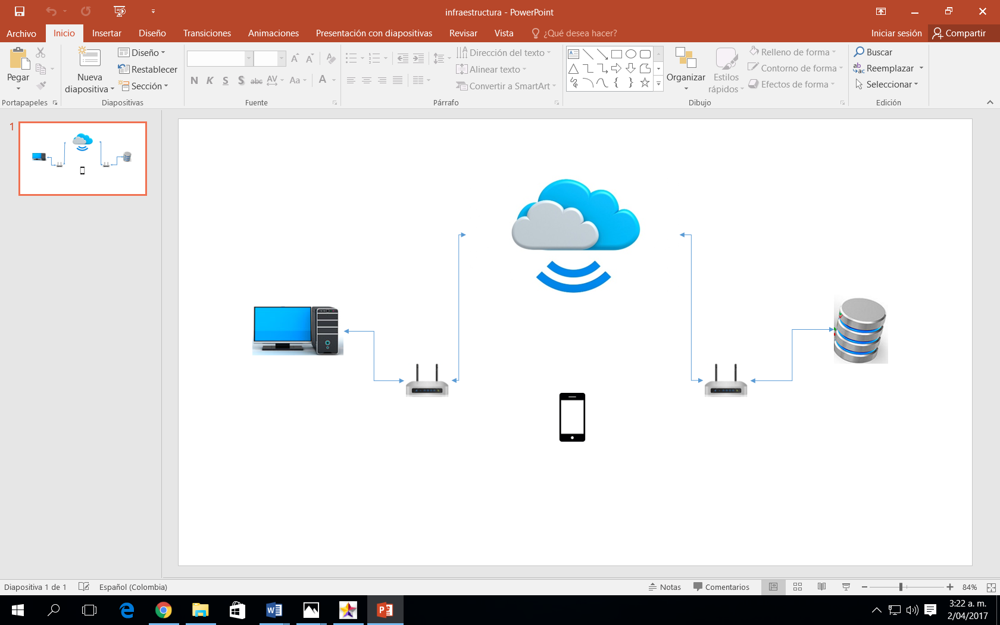 infraestructura - PowerPoint
Archivo Inicio Insertar Diseño Transiciones Animaciones Presentación con diapositivas Revisar Vista ¿Qué desea hacer? Iniciar sesión Compartir
Pegar
Nueva diapositiva
Diseño
Restablecer
Sección
N K S S abc AV Aa A
Dirección del texto
Alinear texto
Convertir a SmartArt
Organizar
Estilos rápidos
Relleno de forma
Contorno de forma
Efectos de forma
Buscar
Reemplazar
Seleccionar
Portapapeles Diapositivas Fuente Párrafo Dibujo Edición
1
Diapositiva 1 de 1 Español (Colombia) Notas Comentarios 84%
3:22 a. m.
2/04/2017